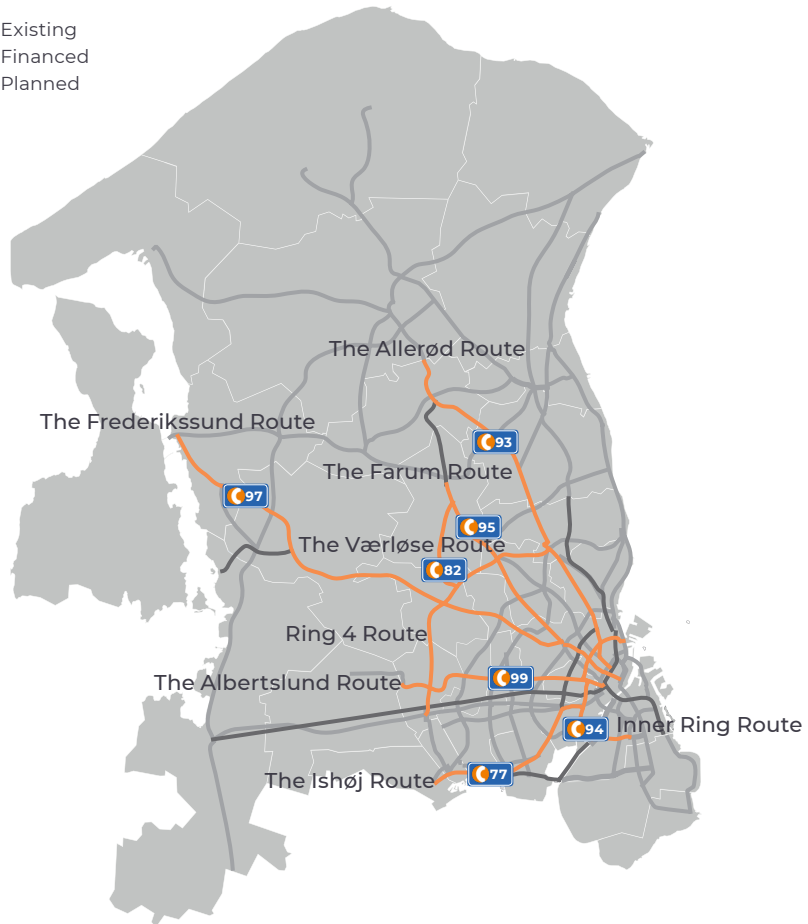 Existing
Financed
Planned
The Allerød Route
The Frederikssund Route
93
The Farum Route
97
95
The Værløse Route
82
Ring 4 Route
99
The Albertslund Route
Inner Ring Route
94
77
The Ishøj Route